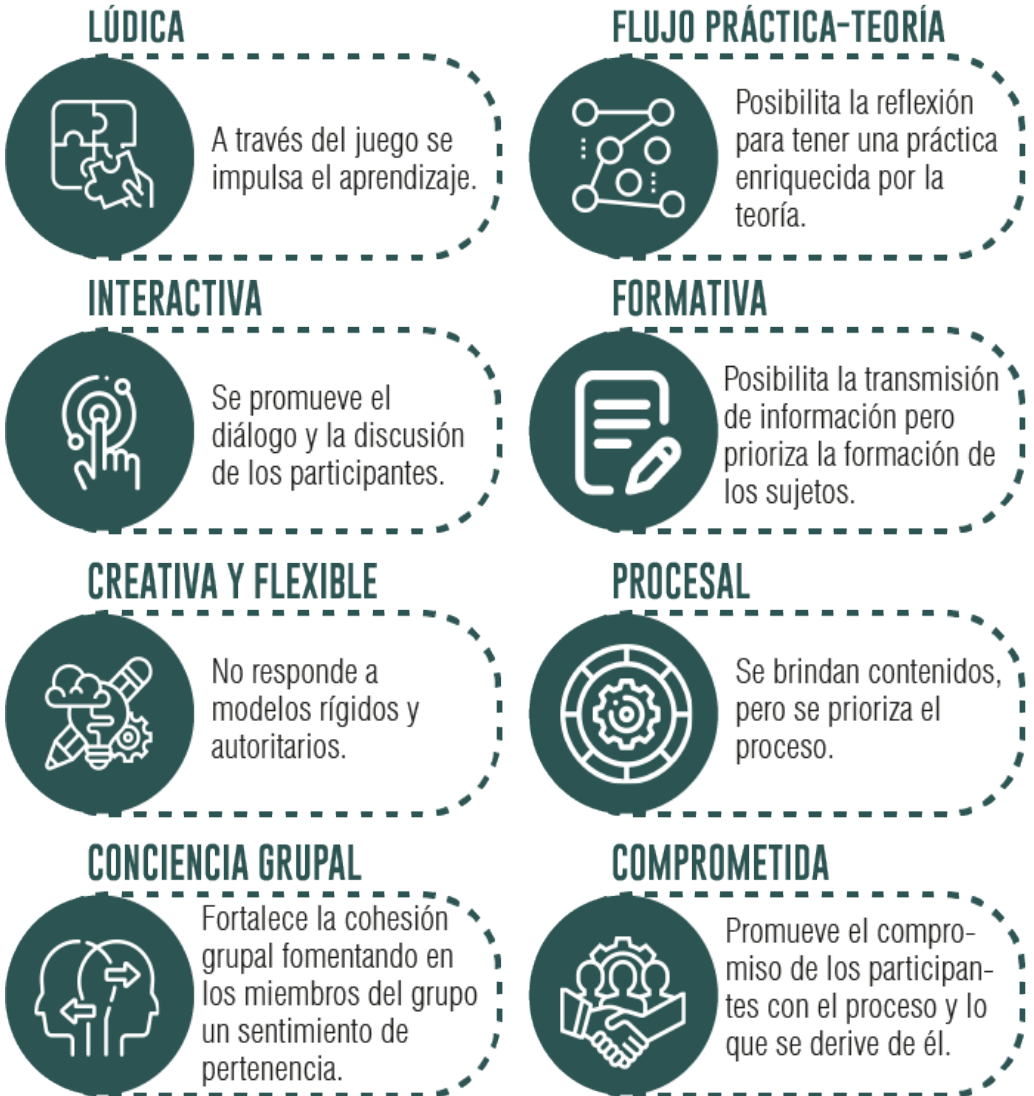 LÚDICA
A través del juego se
impulsa el aprendizaje.
FLUJO PRÁCTICA-TEORÍA
Posibilita la reflexión
para tener una práctica
enriquecida por la
teoría.
INTERACTIVA
Se promueve el
diálogo y la discusión
de los participantes.
FORMATIVA
Posibilita la transmisión
de información pero
prioriza la formación de
los sujetos.
CREATIVA Y FLEXIBLE
No responde a
modelos rígidos y
autoritarios.
PROCESAL
Se brindan contenidos,
pero se prioriza el
proceso.
CONCIENCIA GRUPAL
Fortalece la cohesión
grupal fomentando en
los miembros del grupo
un sentimiento de
pertenencia.
COMPROMETIDA
Promueve el compro-
miso de los participan-
tes con el proceso y lo
que se derive de él.